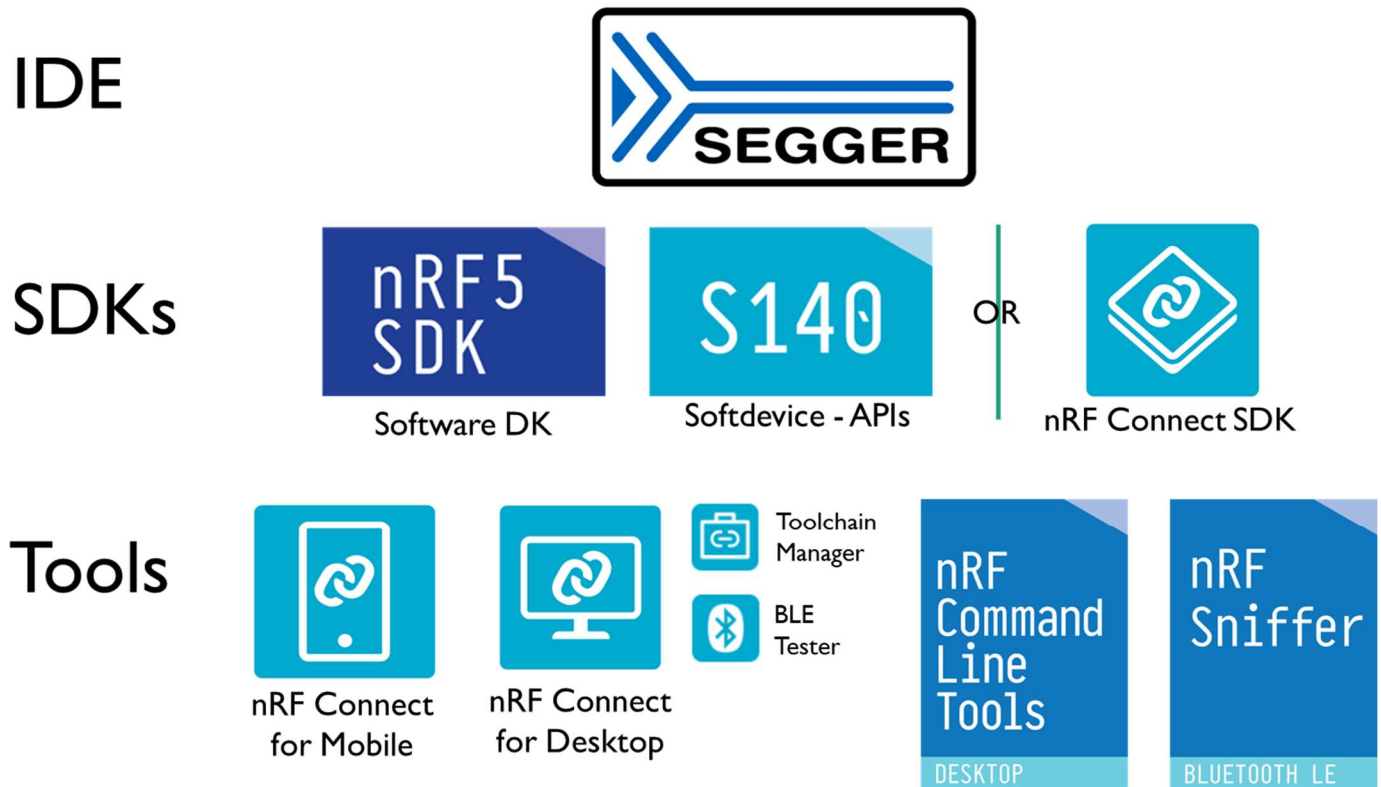 IDE
SEGGER
SDKs
nRF5
SDK
Software DK
S140
Softdevice - APIs
OR
nRF Connect SDK
Tools
nRF Connect
for Mobile
nRF Connect
for Desktop
Toolchain
Manager
BLE
Tester
nRF
Command
Line
Tools
DESKTOP
nRF
Sniffer
BLUETOOTH LE